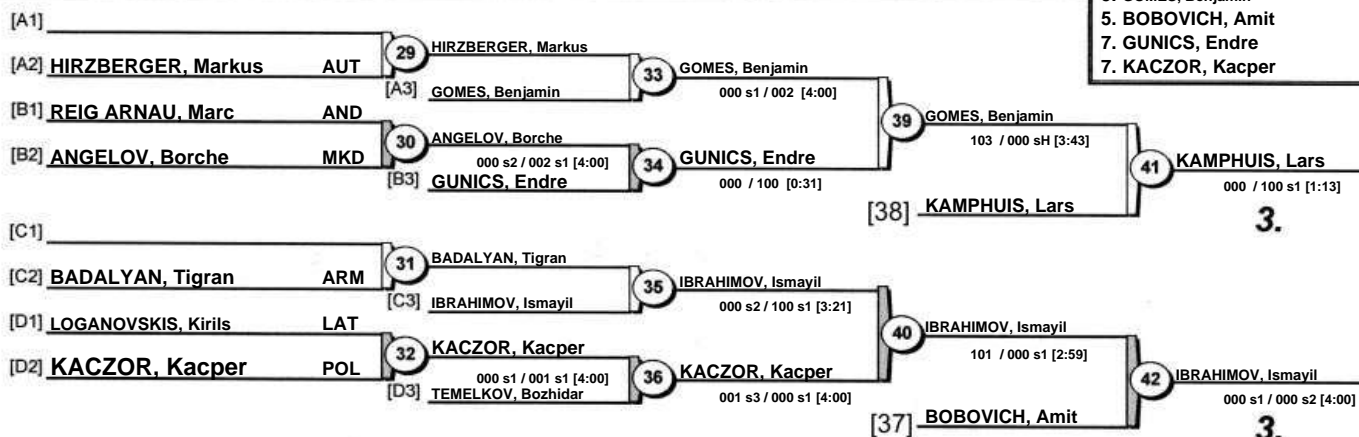 5. GOMES, Benjamin
5. BOBOVICH, Amit
7. GUNICS, Endre
7. KACZOR, Kacper
[A1]
[A2] HIRZBERGER, Markus AUT
29
HIRZBERGER, Markus
[A3] GOMES, Benjamin
33
GOMES, Benjamin
000 s1 / 002 [4:00]
[B1] REIG ARNAU, Marc AND
[B2] ANGELOV, Borche MKD
30
ANGELOV, Borche
000 s2 / 002 s1 [4:00]
[B3] GUNICS, Endre
34
GUNICS, Endre
000 / 100 [0:31]
39
GOMES, Benjamin
103 / 000 sH [3:43]
[38] KAMPHUIS, Lars
41
KAMPHUIS, Lars
000 / 100 s1 [1:13]
3.
[C1]
[C2] BADALYAN, Tigran ARM
31
BADALYAN, Tigran
[C3] IBRAHIMOV, Ismayil
35
IBRAHIMOV, Ismayil
000 s2 / 100 s1 [3:21]
[D1] LOGANOVSKIS, Kirils LAT
[D2] KACZOR, Kacper POL
32
KACZOR, Kacper
000 s1 / 001 s1 [4:00]
[D3] TEMELKOV, Bozhidar
36
KACZOR, Kacper
001 s3 / 000 s1 [4:00]
40
IBRAHIMOV, Ismayil
101 / 000 s1 [2:59]
[37] BOBOVICH, Amit
42
IBRAHIMOV, Ismayil
000 s1 / 000 s2 [4:00]
3.